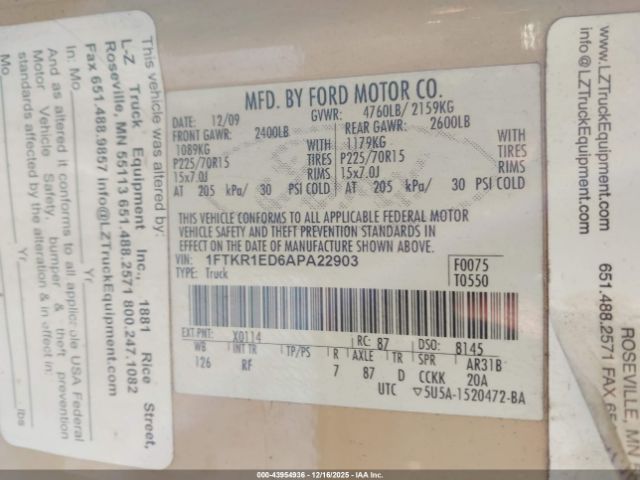 MFD. BY FORD MOTOR CO.
DATE: 12/09
GVWR: 4760LB/ 2159KG
FRONT GAWR: 2400LB
REAR GAWR: 2600LB
1089KG WITH
1179KG WITH
P225/70R15 TIRES
P225/70R15 TIRES
15x7.0J RIMS
15x7.0J RIMS
AT 205 kPa/ 30 PSI COLD
AT 205 kPa/ 30 PSI COLD
THIS VEHICLE CONFORMS TO ALL APPLICABLE FEDERAL MOTOR
VEHICLE SAFETY AND THEFT PREVENTION STANDARDS IN
EFFECT ON THE DATE OF MANUFACTURE SHOWN ABOVE.
VIN: 1FTKR1ED6APA22903
TYPE: Truck
F0075
T0550
EXT PNT: X0114 RC: 87 DSO: 8145
WB INT TR TP/PS R AXLE TR SPR AR31B
126 RF 7 87 D CCKK 20A
UTC ▽5U5A-1520472-BA
This vehicle was altered by:
L-Z Truck Equipment Inc., 1881 Rice Street,
Roseville, MN 55113 651.488.2571 800.247.1082
Fax 651.488.9857 info@LZTruckEquipment.com
In: Mo. Yr.
And as altered it conforms to all applicable USA Federal
Motor Vehicle Safety, bumper & theft prevention
standards affected by the alteration & in effect in:
Mo Yr
lbs
www.LZTruckEquipment.com
info@LZTruckEquipment.com
ROSEVILLE, MN
651.488.2571 FAX
000-43954936 - 12/16/2025 - IAAI, Inc.